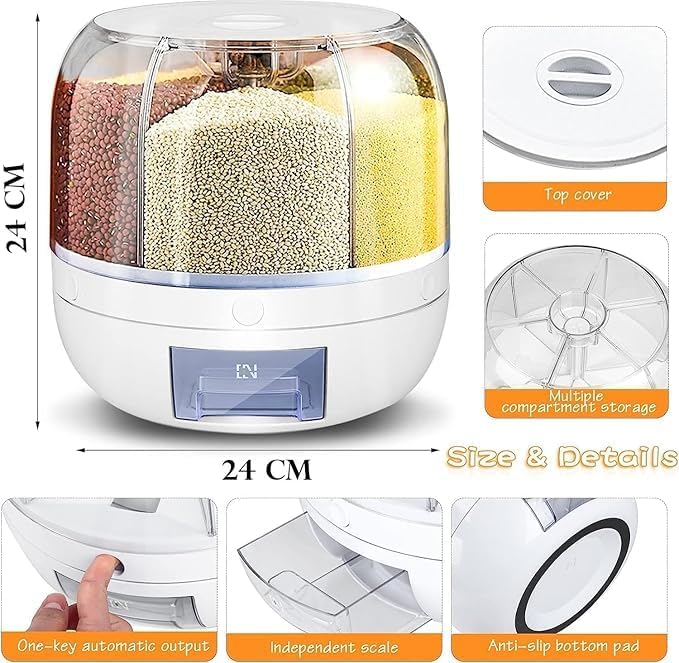 24 CM
Top cover
Multiple
compartment storage
24 CM
Size & Details
One-key automatic output
Independent scale
Anti-slip bottom pad